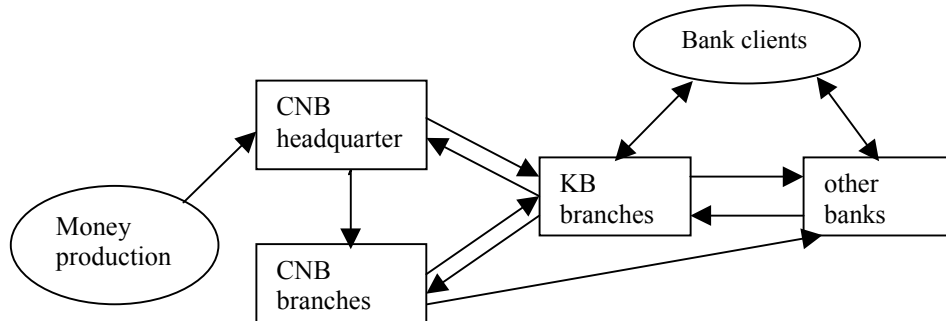 Bank clients
CNB
headquarter
KB
branches
other
banks
Money
production
CNB
branches